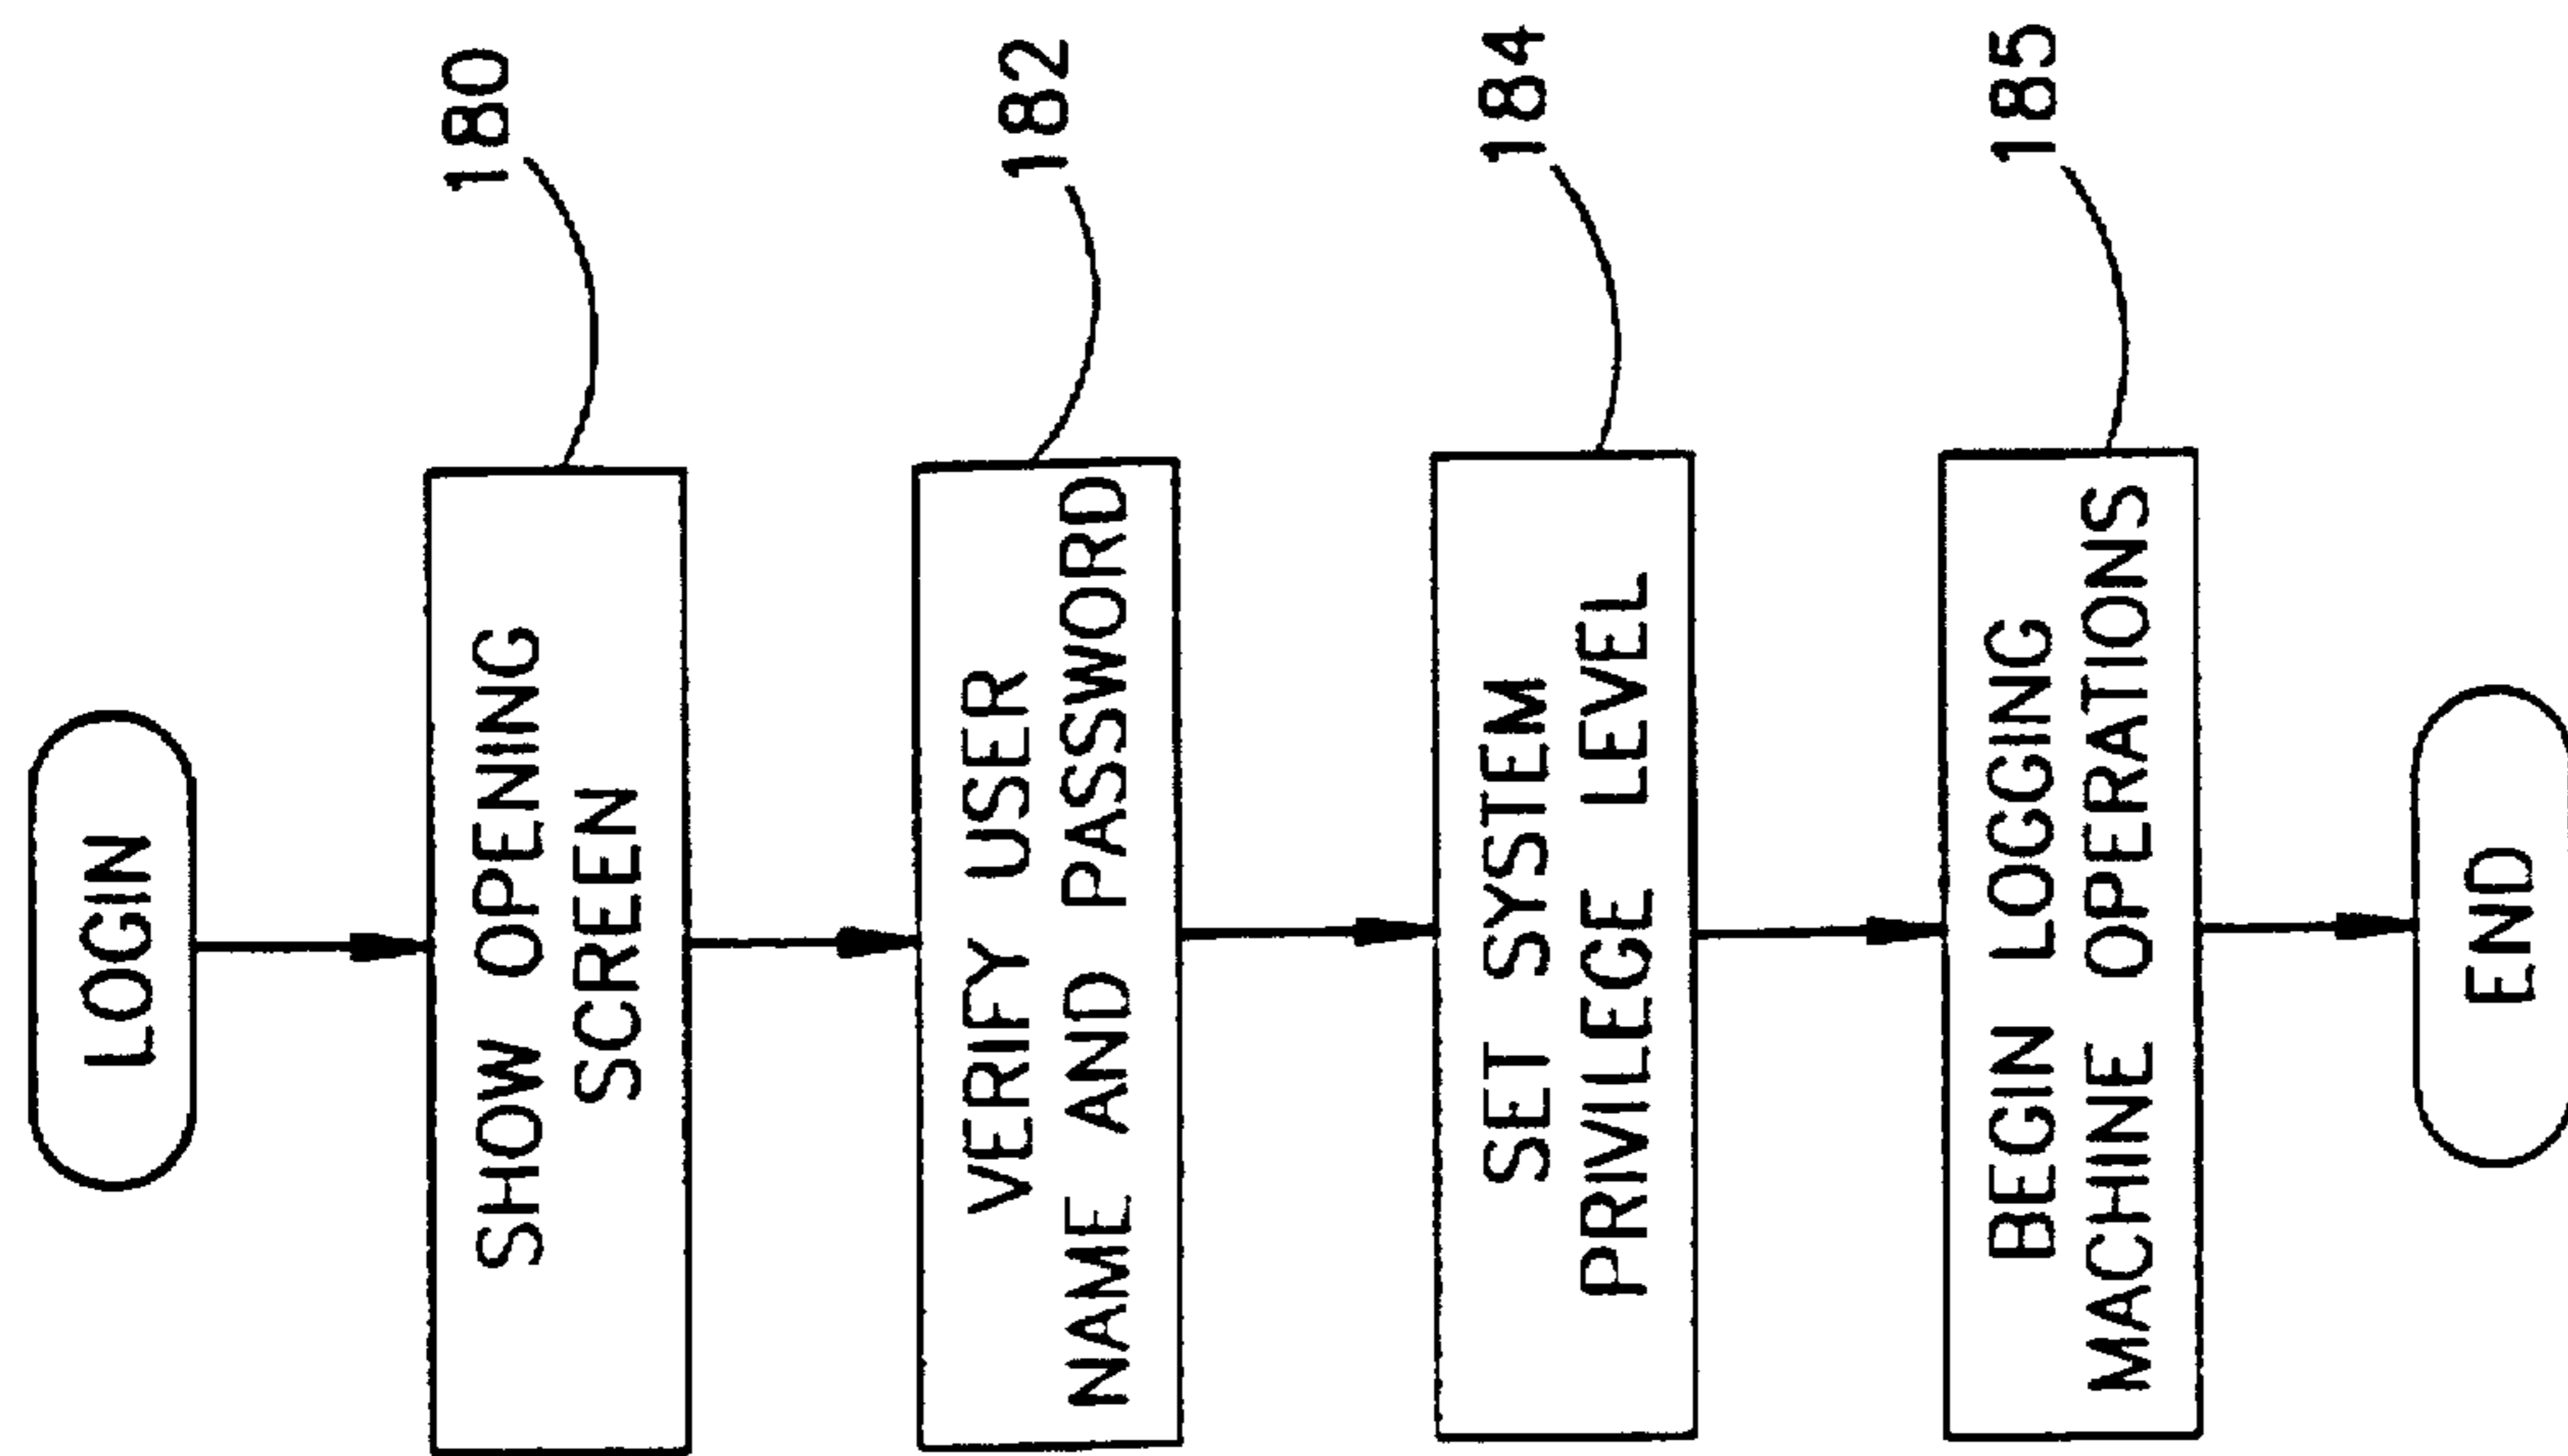 LOGIN
SHOW OPENING
SCREEN
180
VERIFY USER
NAME AND PASSWORD
182
SET SYSTEM
PRIVILEGE LEVEL
184
BEGIN LOGGING
MACHINE OPERATIONS
185
END